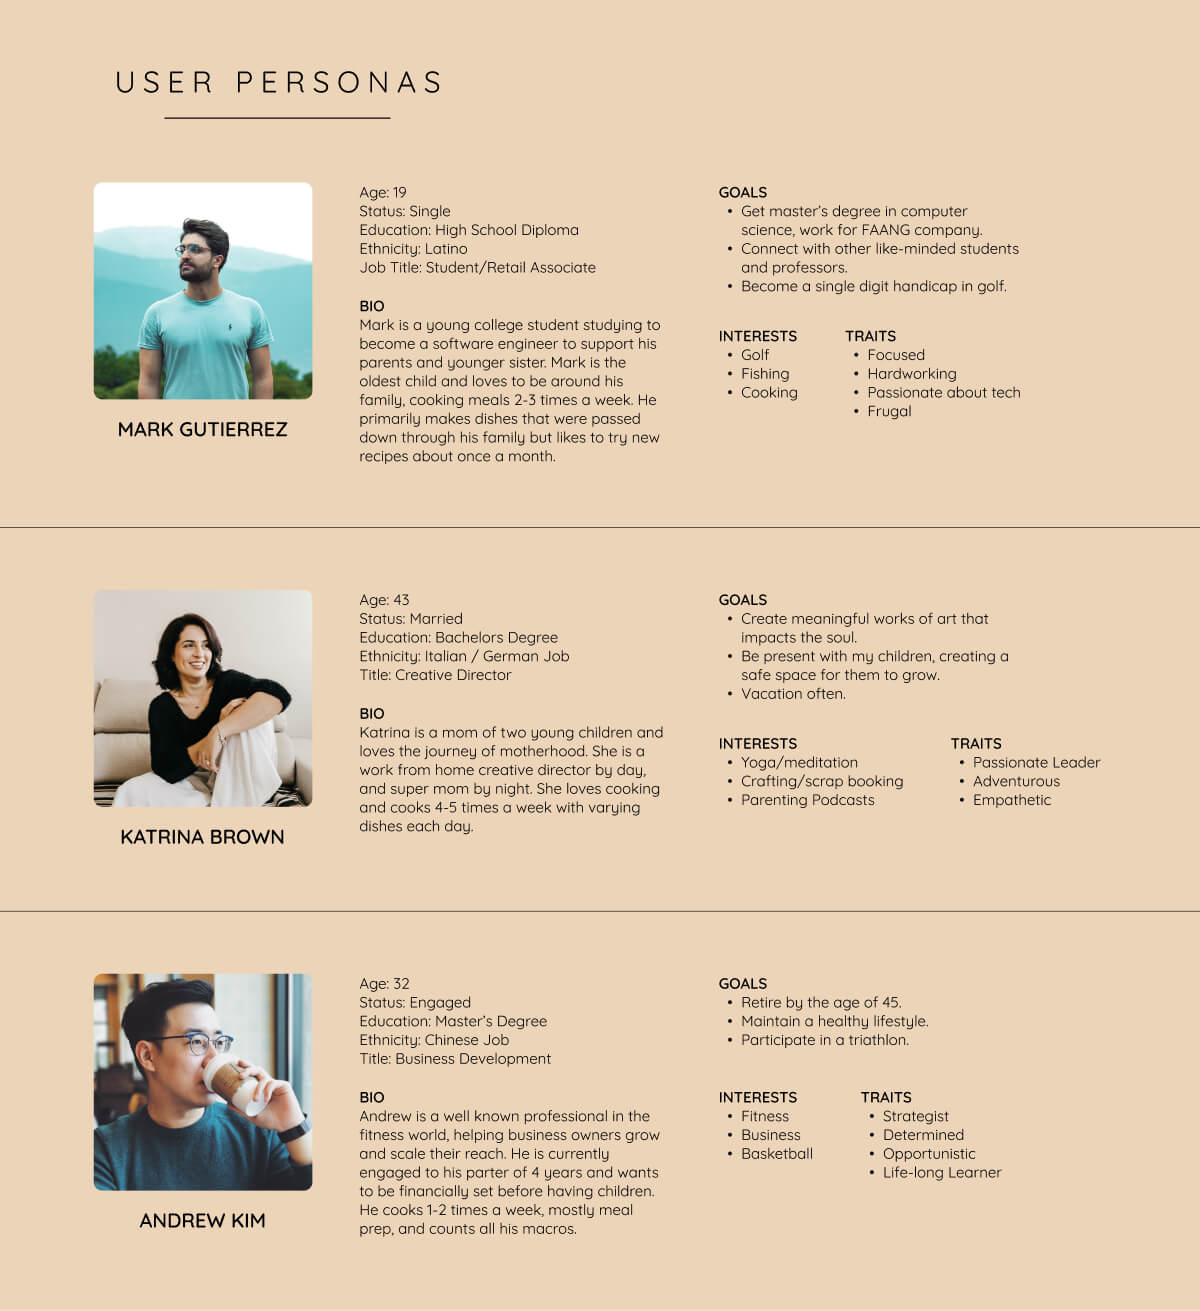 USER PERSONAS
MARK GUTIERREZ
Age: 19
Status: Single
Education: High School Diploma
Ethnicity: Latino
Job Title: Student/Retail Associate
BIO
Mark is a young college student studying to
become a software engineer to support his
parents and younger sister. Mark is the
oldest child and loves to be around his
family, cooking meals 2-3 times a week. He
primarily makes dishes that were passed
down through his family but likes to try new
recipes about once a month.
GOALS
• Get master's degree in computer
science, work for FAANG company.
• Connect with other like-minded students
and professors.
• Become a single digit handicap in golf.
INTERESTS
• Golf
• Fishing
• Cooking
TRAITS
• Focused
• Hardworking
• Passionate about tech
• Frugal
KATRINA BROWN
Age: 43
Status: Married
Education: Bachelors Degree
Ethnicity: Italian / German Job
Title: Creative Director
BIO
Katrina is a mom of two young children and
loves the journey of motherhood. She is a
work from home creative director by day,
and super mom by night. She loves cooking
and cooks 4-5 times a week with varying
dishes each day.
GOALS
• Create meaningful works of art that
impacts the soul.
• Be present with my children, creating a
safe space for them to grow.
• Vacation often.
INTERESTS
• Yoga/meditation
• Crafting/scrap booking
• Parenting Podcasts
TRAITS
• Passionate Leader
• Adventurous
• Empathetic
ANDREW KIM
Age: 32
Status: Engaged
Education: Master's Degree
Ethnicity: Chinese Job
Title: Business Development
BIO
Andrew is a well known professional in the
fitness world, helping business owners grow
and scale their reach. He is currently
engaged to his parter of 4 years and wants
to be financially set before having children.
He cooks 1-2 times a week, mostly meal
prep, and counts all his macros.
GOALS
• Retire by the age of 45.
• Maintain a healthy lifestyle.
• Participate in a triathlon.
INTERESTS
• Fitness
• Business
• Basketball
TRAITS
• Strategist
• Determined
• Opportunistic
• Life-long Learner